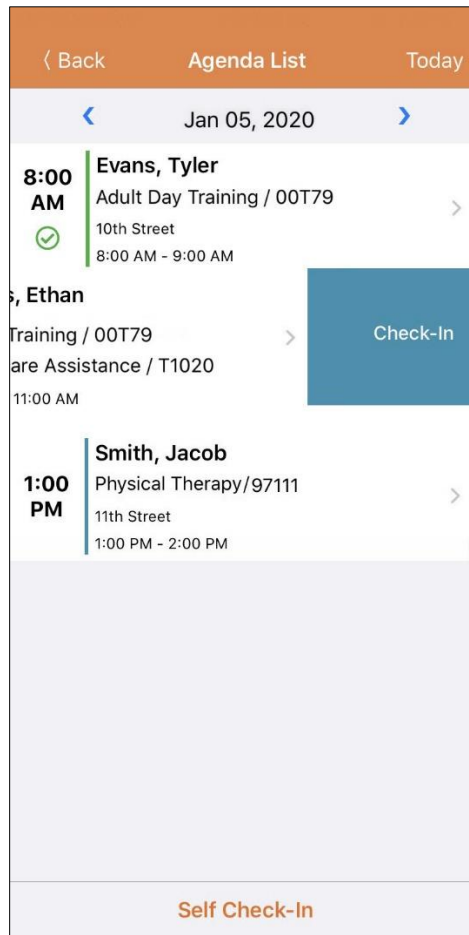 Back Agenda List Today
Jan 05, 2020
8:00 AM
Evans, Tyler
Adult Day Training / 00T79
10th Street
8:00 AM - 9:00 AM
, Ethan
Training / 00T79
are Assistance / T1020
11:00 AM
Check-In
1:00 PM
Smith, Jacob
Physical Therapy/97111
11th Street
1:00 PM - 2:00 PM
Self Check-In